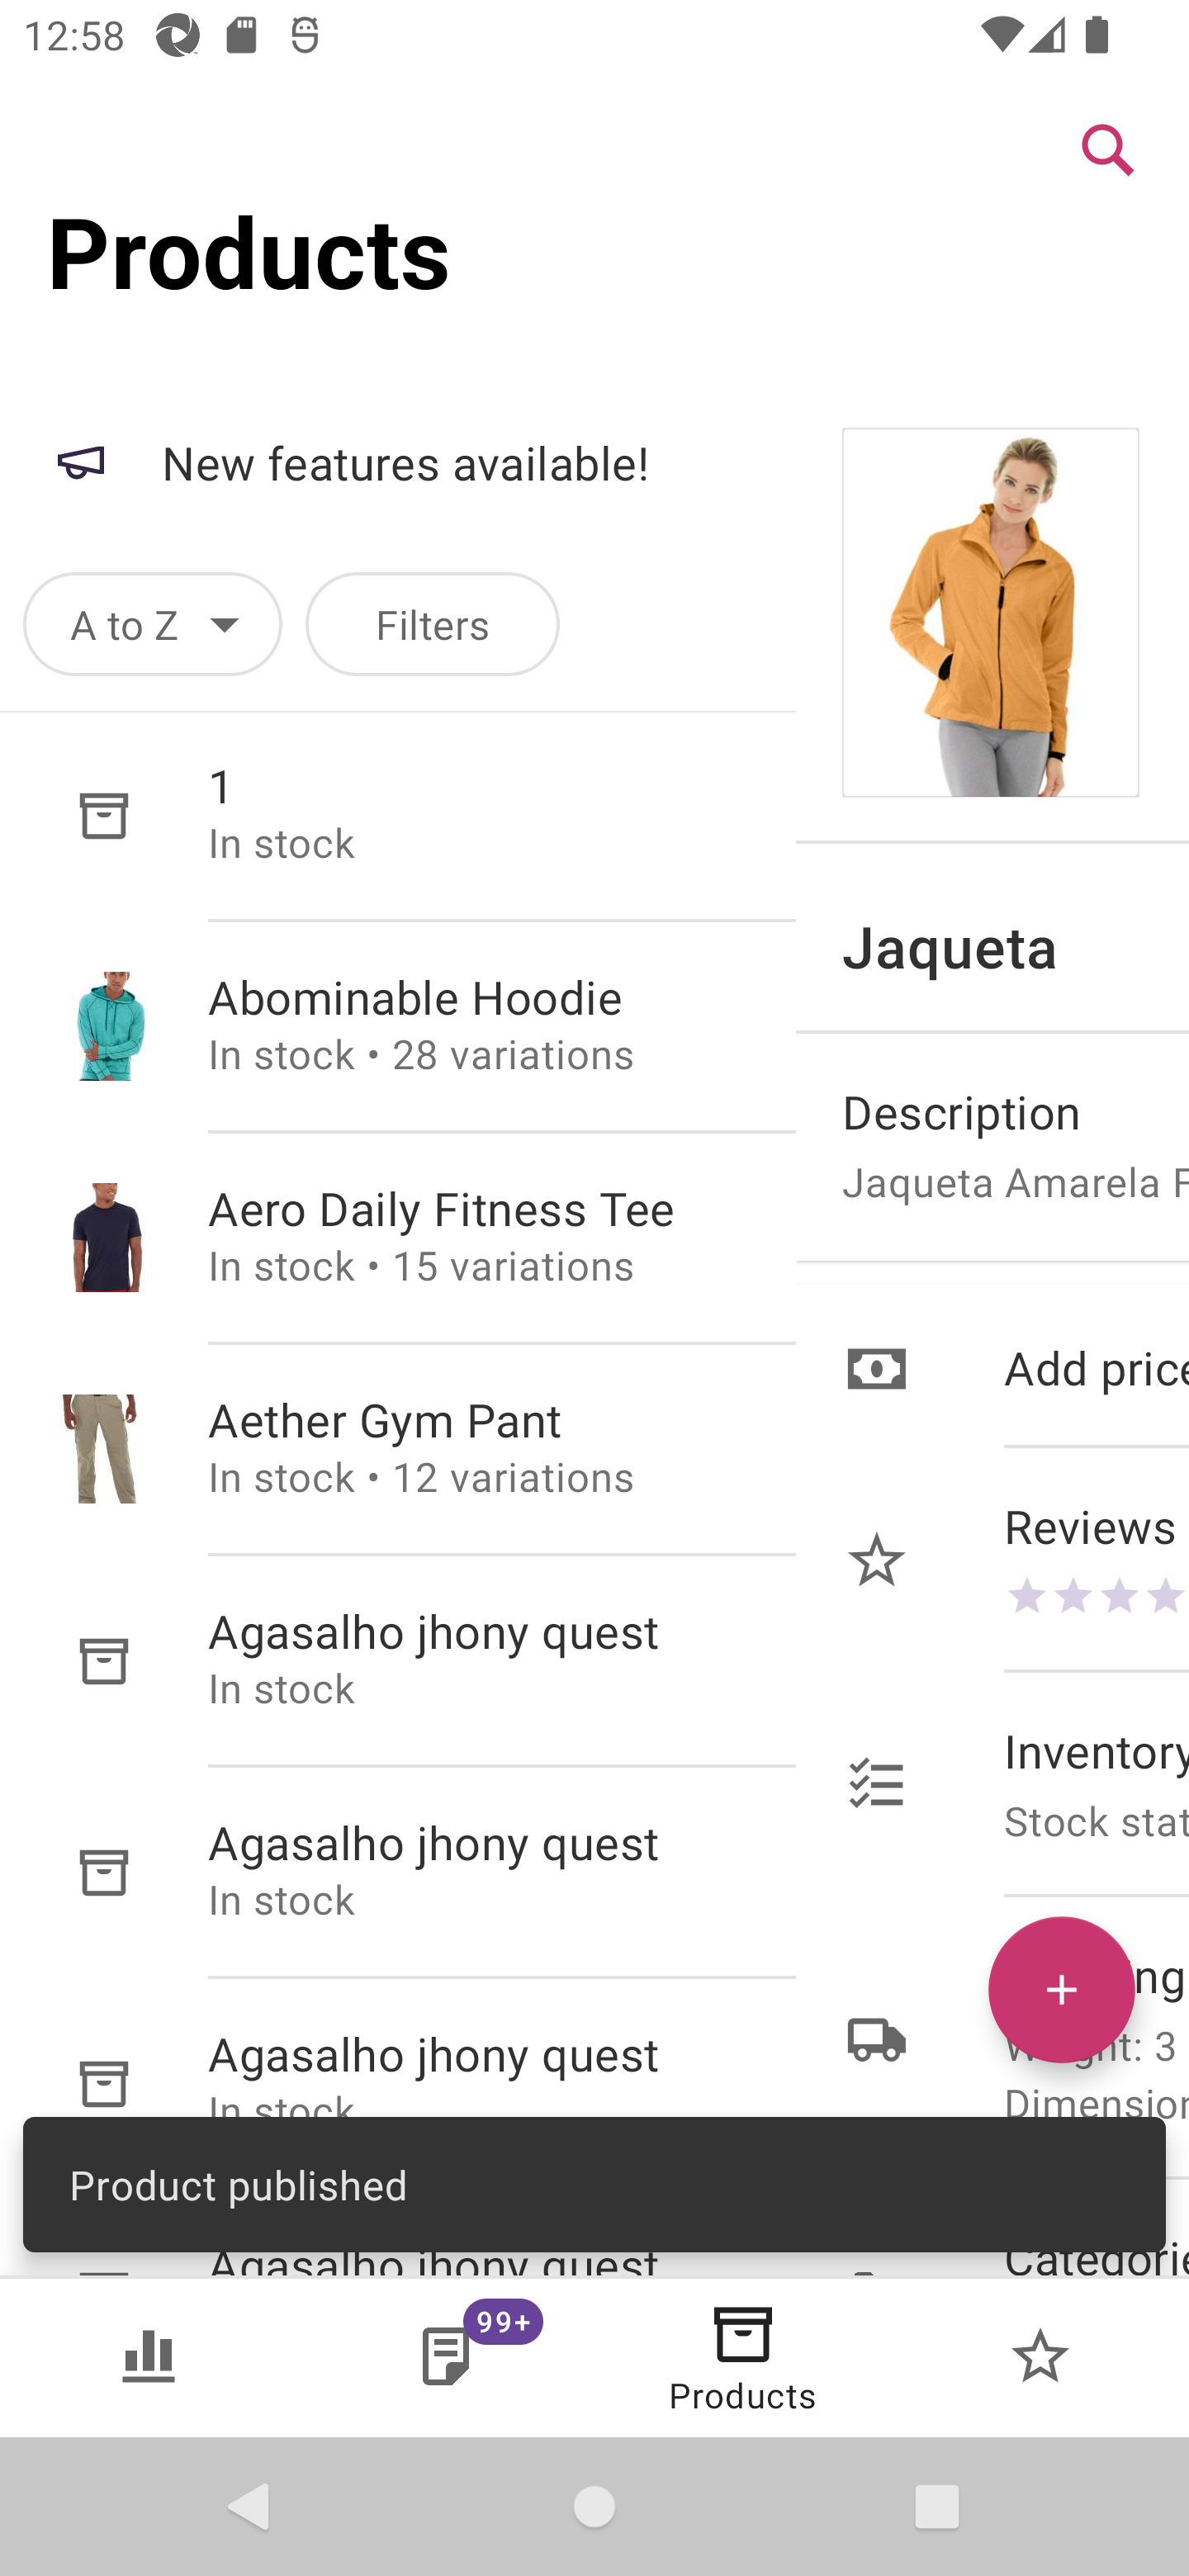 12:58
Products
New features available!
A to Z
Filters
1
In stock
Abominable Hoodie
In stock • 28 variations
Aero Daily Fitness Tee
In stock • 15 variations
Aether Gym Pant
In stock • 12 variations
Agasalho jhony quest
In stock
Agasalho jhony quest
In stock
Agasalho jhony quest
In stock
Agasalho jhony quest
Jaqueta
Description
Jaqueta Amarela F
Add price
Reviews
Inventory
Stock stat
ng
Weight: 3
Dimension
Categorie
Product published
99+
Products